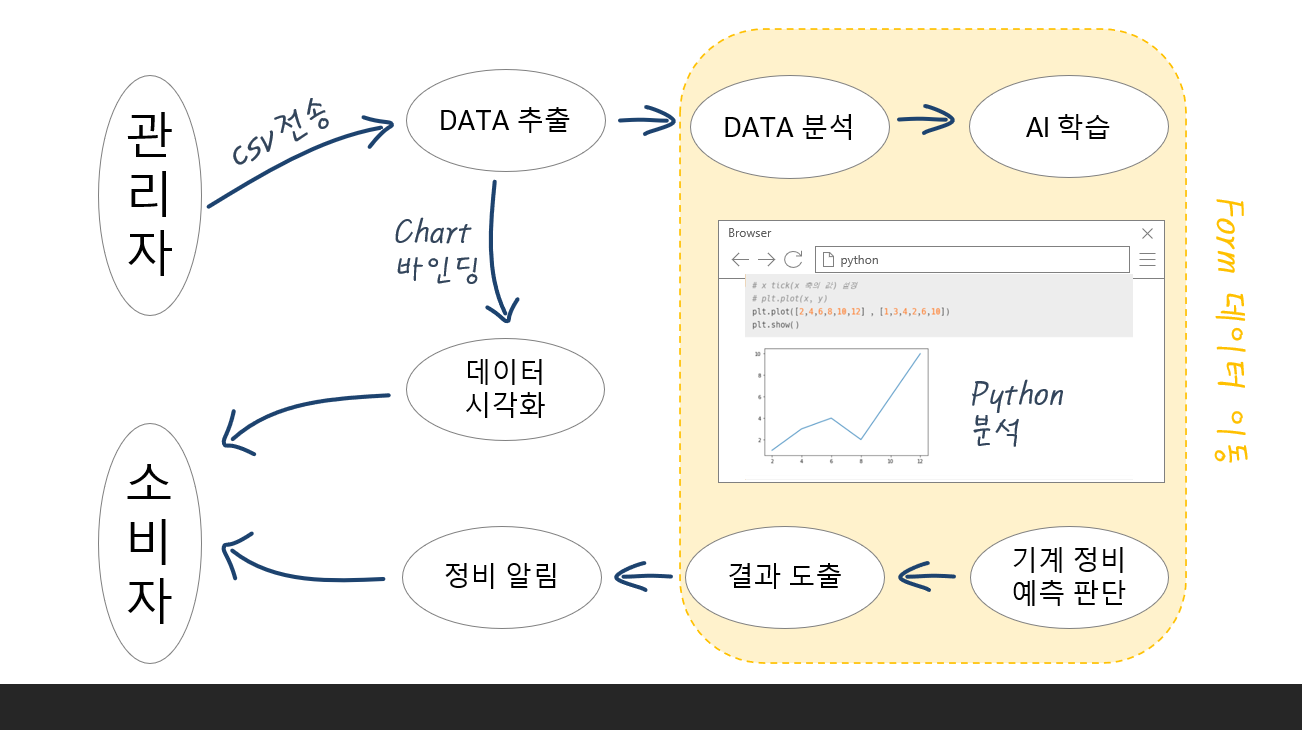 관
리
자
csv전송
DATA 추출
DATA 분석
AI 학습
Chart
바인딩
데이터
시각화
소
비
자
Browser
python
# x tick(x 축의 값) 설정
# plt.plot(x, y)
plt.plot([2,4,6,8,10,12] , [1,3,4,2,6,10])
plt.show()
10
8
6
4
2
2 4 6 8 10 12
Python
분석
Form 데이터 이동
정비 알림
결과 도출
기계 정비
예측 판단